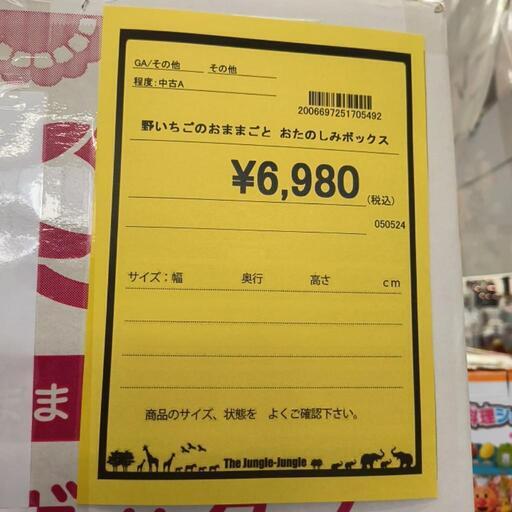 GA/その他 その他
程度:中古A
2006697251705492
野いちごのおままごと おたのしみボックス
¥6,980(税込)
050524
サイズ:幅 奥行 高さ cm
商品のサイズ、状態を よくご確認下さい。
The Jungle-Jungle
ま